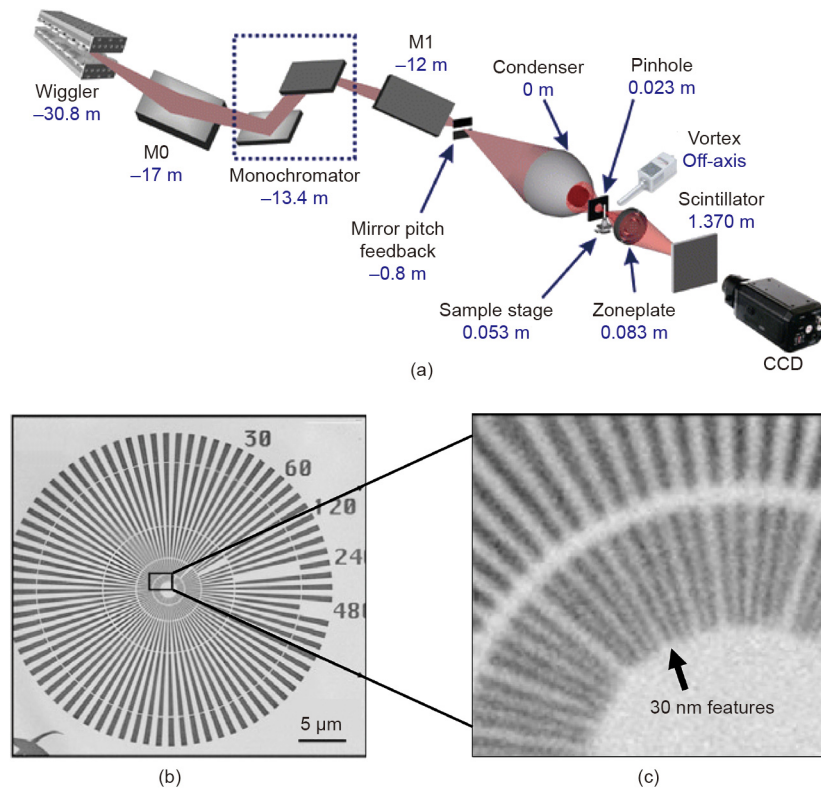 M1
–12 m
Condenser
0 m
Pinhole
0.023 m
Wiggler
–30.8 m
Vortex
Off-axis
M0
–17 m
Monochromator
–13.4 m
Scintillator
1.370 m
Mirror pitch
feedback
–0.8 m
Sample stage
0.053 m
Zoneplate
0.083 m
CCD
(a)
30
60
120
240
480
5 µm
30 nm features
(b)
(c)